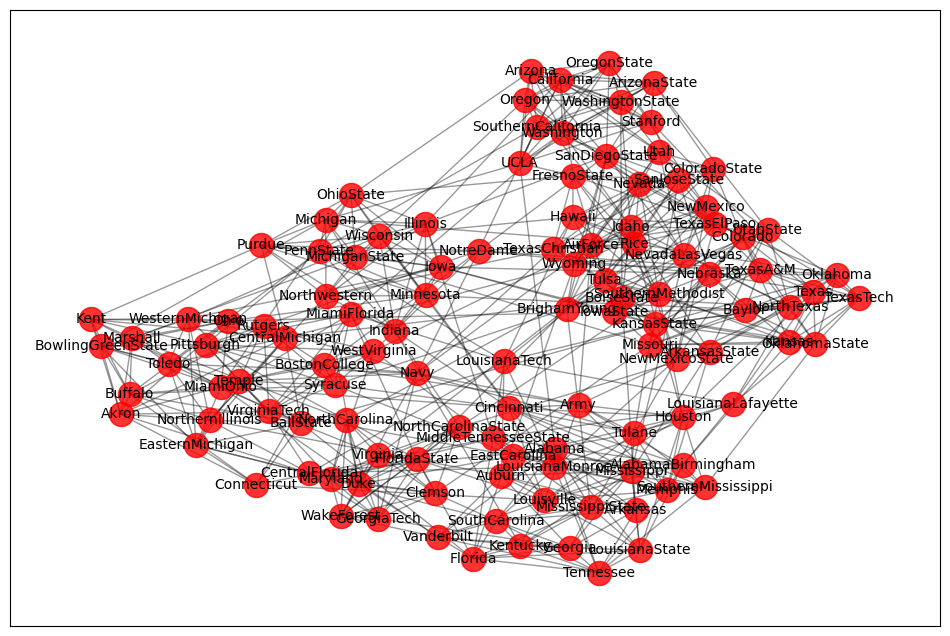 OregonState
Arizona
California
ArizonaState
Oregon
WashingtonState
Stanford
SouthernCalifornia
Washington
Utah
SanDiegoState
UCLA
ColoradoState
FresnoState
SanJoseState
Nevada
OhioState
NewMexico
Hawaii
Michigan
Illinois
TexasElPaso
Idaho
UtahState
Wisconsin
Colorado
Purdue
AirForce
Rice
PennState
NotreDame
TexasChristian
MichiganState
NevadaLasVegas
Wyoming
Iowa
TexasA&M
Nebraska
Oklahoma
Tulsa
Texas
SouthernMethodist
Northwestern
Minnesota
BoiseState
TexasTech
NorthTexas
BrighamYoung
IowaState
Baylor
MiamiFlorida
Kent
WesternMichigan
Ohio
Rutgers
KansasState
Indiana
Marshall
CentralMichigan
Kansas
OklahomaState
BowlingGreenState
Pittsburgh
Missouri
WestVirginia
ArkansasState
NewMexicoState
LouisianaTech
Toledo
BostonCollege
Navy
Temple
MiamiOhio
Syracuse
Buffalo
LouisianaLafayette
Army
Cincinnati
Akron
VirginiaTech
Houston
NorthernIllinois
NorthCarolina
BallState
NorthCarolinaState
Tulane
MiddleTennesseeState
EasternMichigan
Alabama
Virginia
EastCarolina
FloridaState
AlabamaBirmingham
LouisianaMonroe
Mississippi
CentralFlorida
Auburn
Maryland
Connecticut
Duke
SouthernMississippi
Memphis
Clemson
Louisville
MississippiState
Arkansas
WakeForest
GeorgiaTech
SouthCarolina
Vanderbilt
Kentucky
Georgia
LouisianaState
Florida
Tennessee